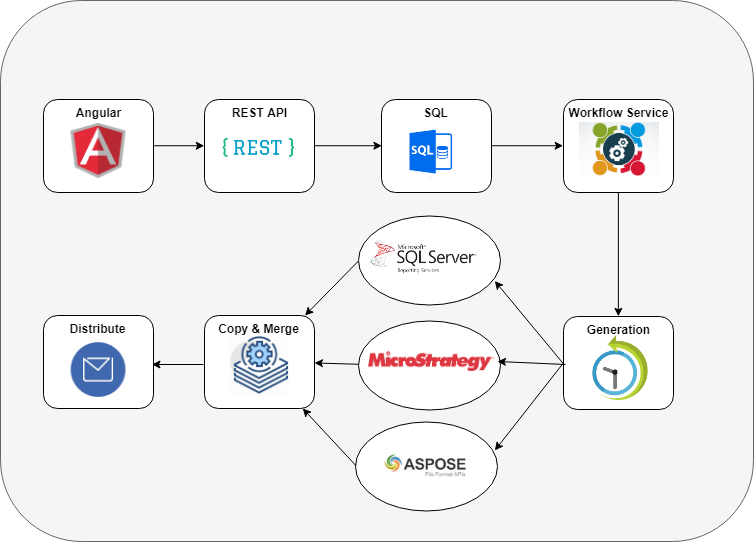 Angular
REST API
SQL
Workflow Service
{ REST }
SQL
Microsoft
SQL Server
Reporting Services
Distribute
Copy & Merge
MicroStrategy
Generation
ASPOSE
File Format APIs